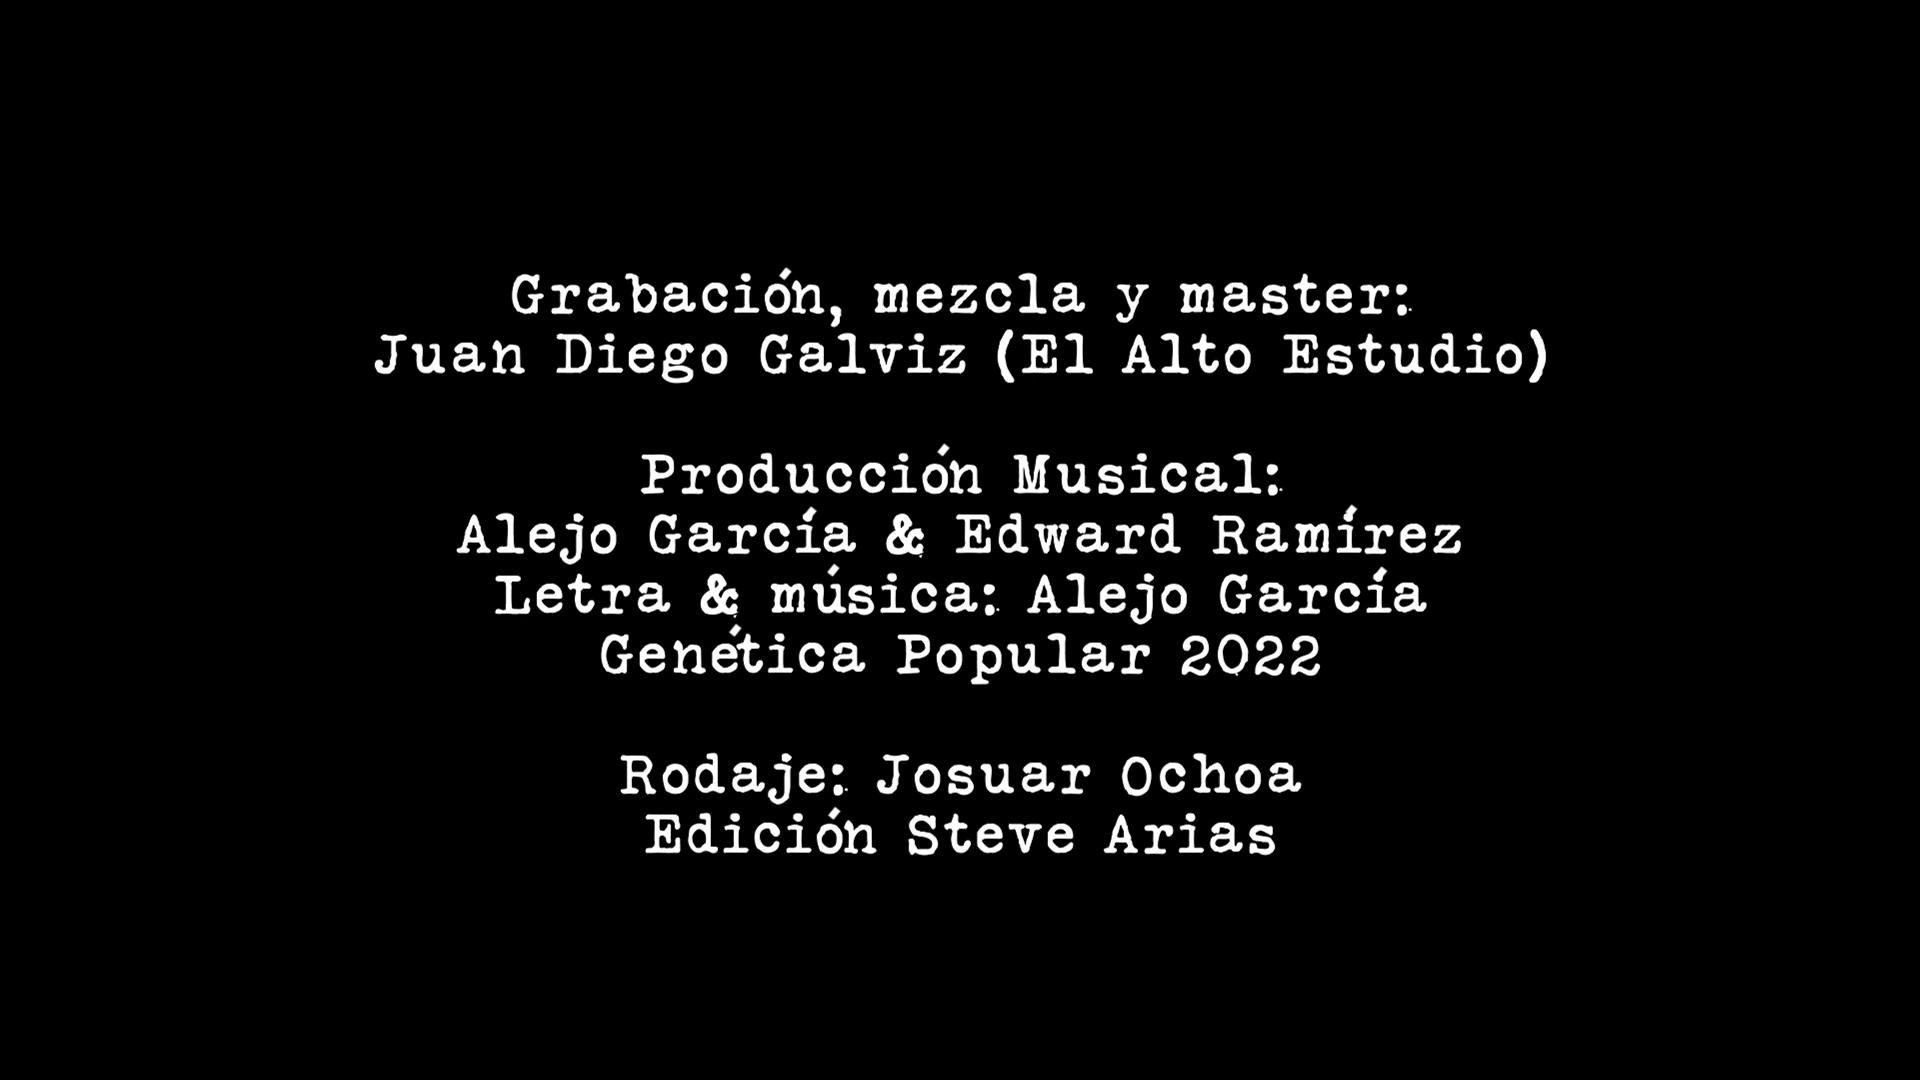 Grabación, mezcla y master:
Juan Diego Galviz (El Alto Estudio)
Producción Musical:
Alejo García & Edward Ramírez
Letra & música: Alejo García
Genética Popular 2022
Rodaje: Josuar Ochoa
Edición Steve Arias